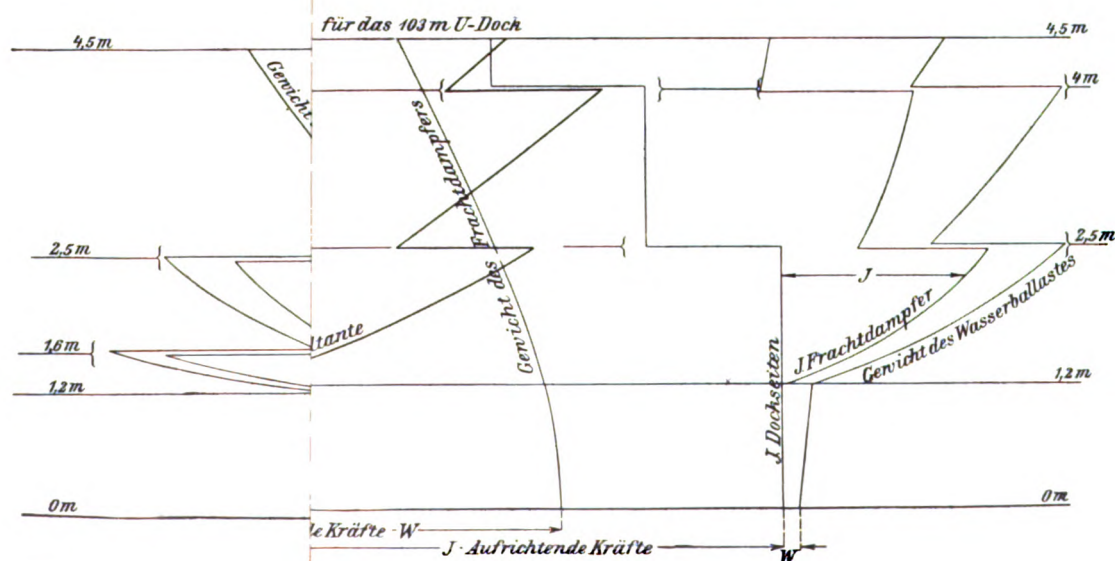 für das 103 m U-Dock
4,5 m
4,5 m
4 m
Gewicht
Gewicht des Frachtdampfers
2,5 m
2,5 m
J
ltante
1,6 m
J Frachtdampfer
Gewicht des Wasserballastes
J Dockseiten
1,2 m
1,2 m
0 m
0 m
le Kräfte - W
J - Aufrichtende Kräfte
W